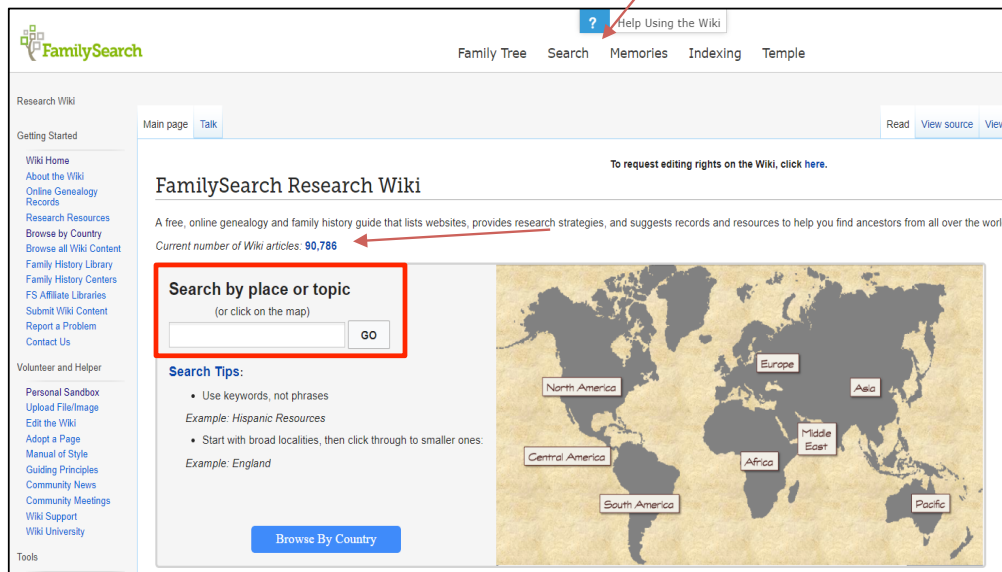 ? Help Using the Wiki
FamilySearch
Family Tree Search Memories Indexing Temple
Research Wiki
Getting Started
Wiki Home
About the Wiki
Online Genealogy
Records
Research Resources
Browse by Country
Browse all Wiki Content
Family History Library
Family History Centers
FS Affiliate Libraries
Submit Wiki Content
Report a Problem
Contact Us
Volunteer and Helper
Personal Sandbox
Upload File/Image
Edit the Wiki
Adopt a Page
Manual of Style
Guiding Principles
Community News
Community Meetings
Wiki Support
Wiki University
Tools
Main page Talk
Read View source View
To request editing rights on the Wiki, click here.
FamilySearch Research Wiki
A free, online genealogy and family history guide that lists websites, provides research strategies, and suggests records and resources to help you find ancestors from all over the worl
Current number of Wiki articles: 90,786
Search by place or topic
(or click on the map)
GO
Search Tips:
• Use keywords, not phrases
Example: Hispanic Resources
• Start with broad localities, then click through to smaller ones:
Example: England
Browse By Country
North America
Europe
Asia
Middle
East
Central America
Africa
South America
Pacific